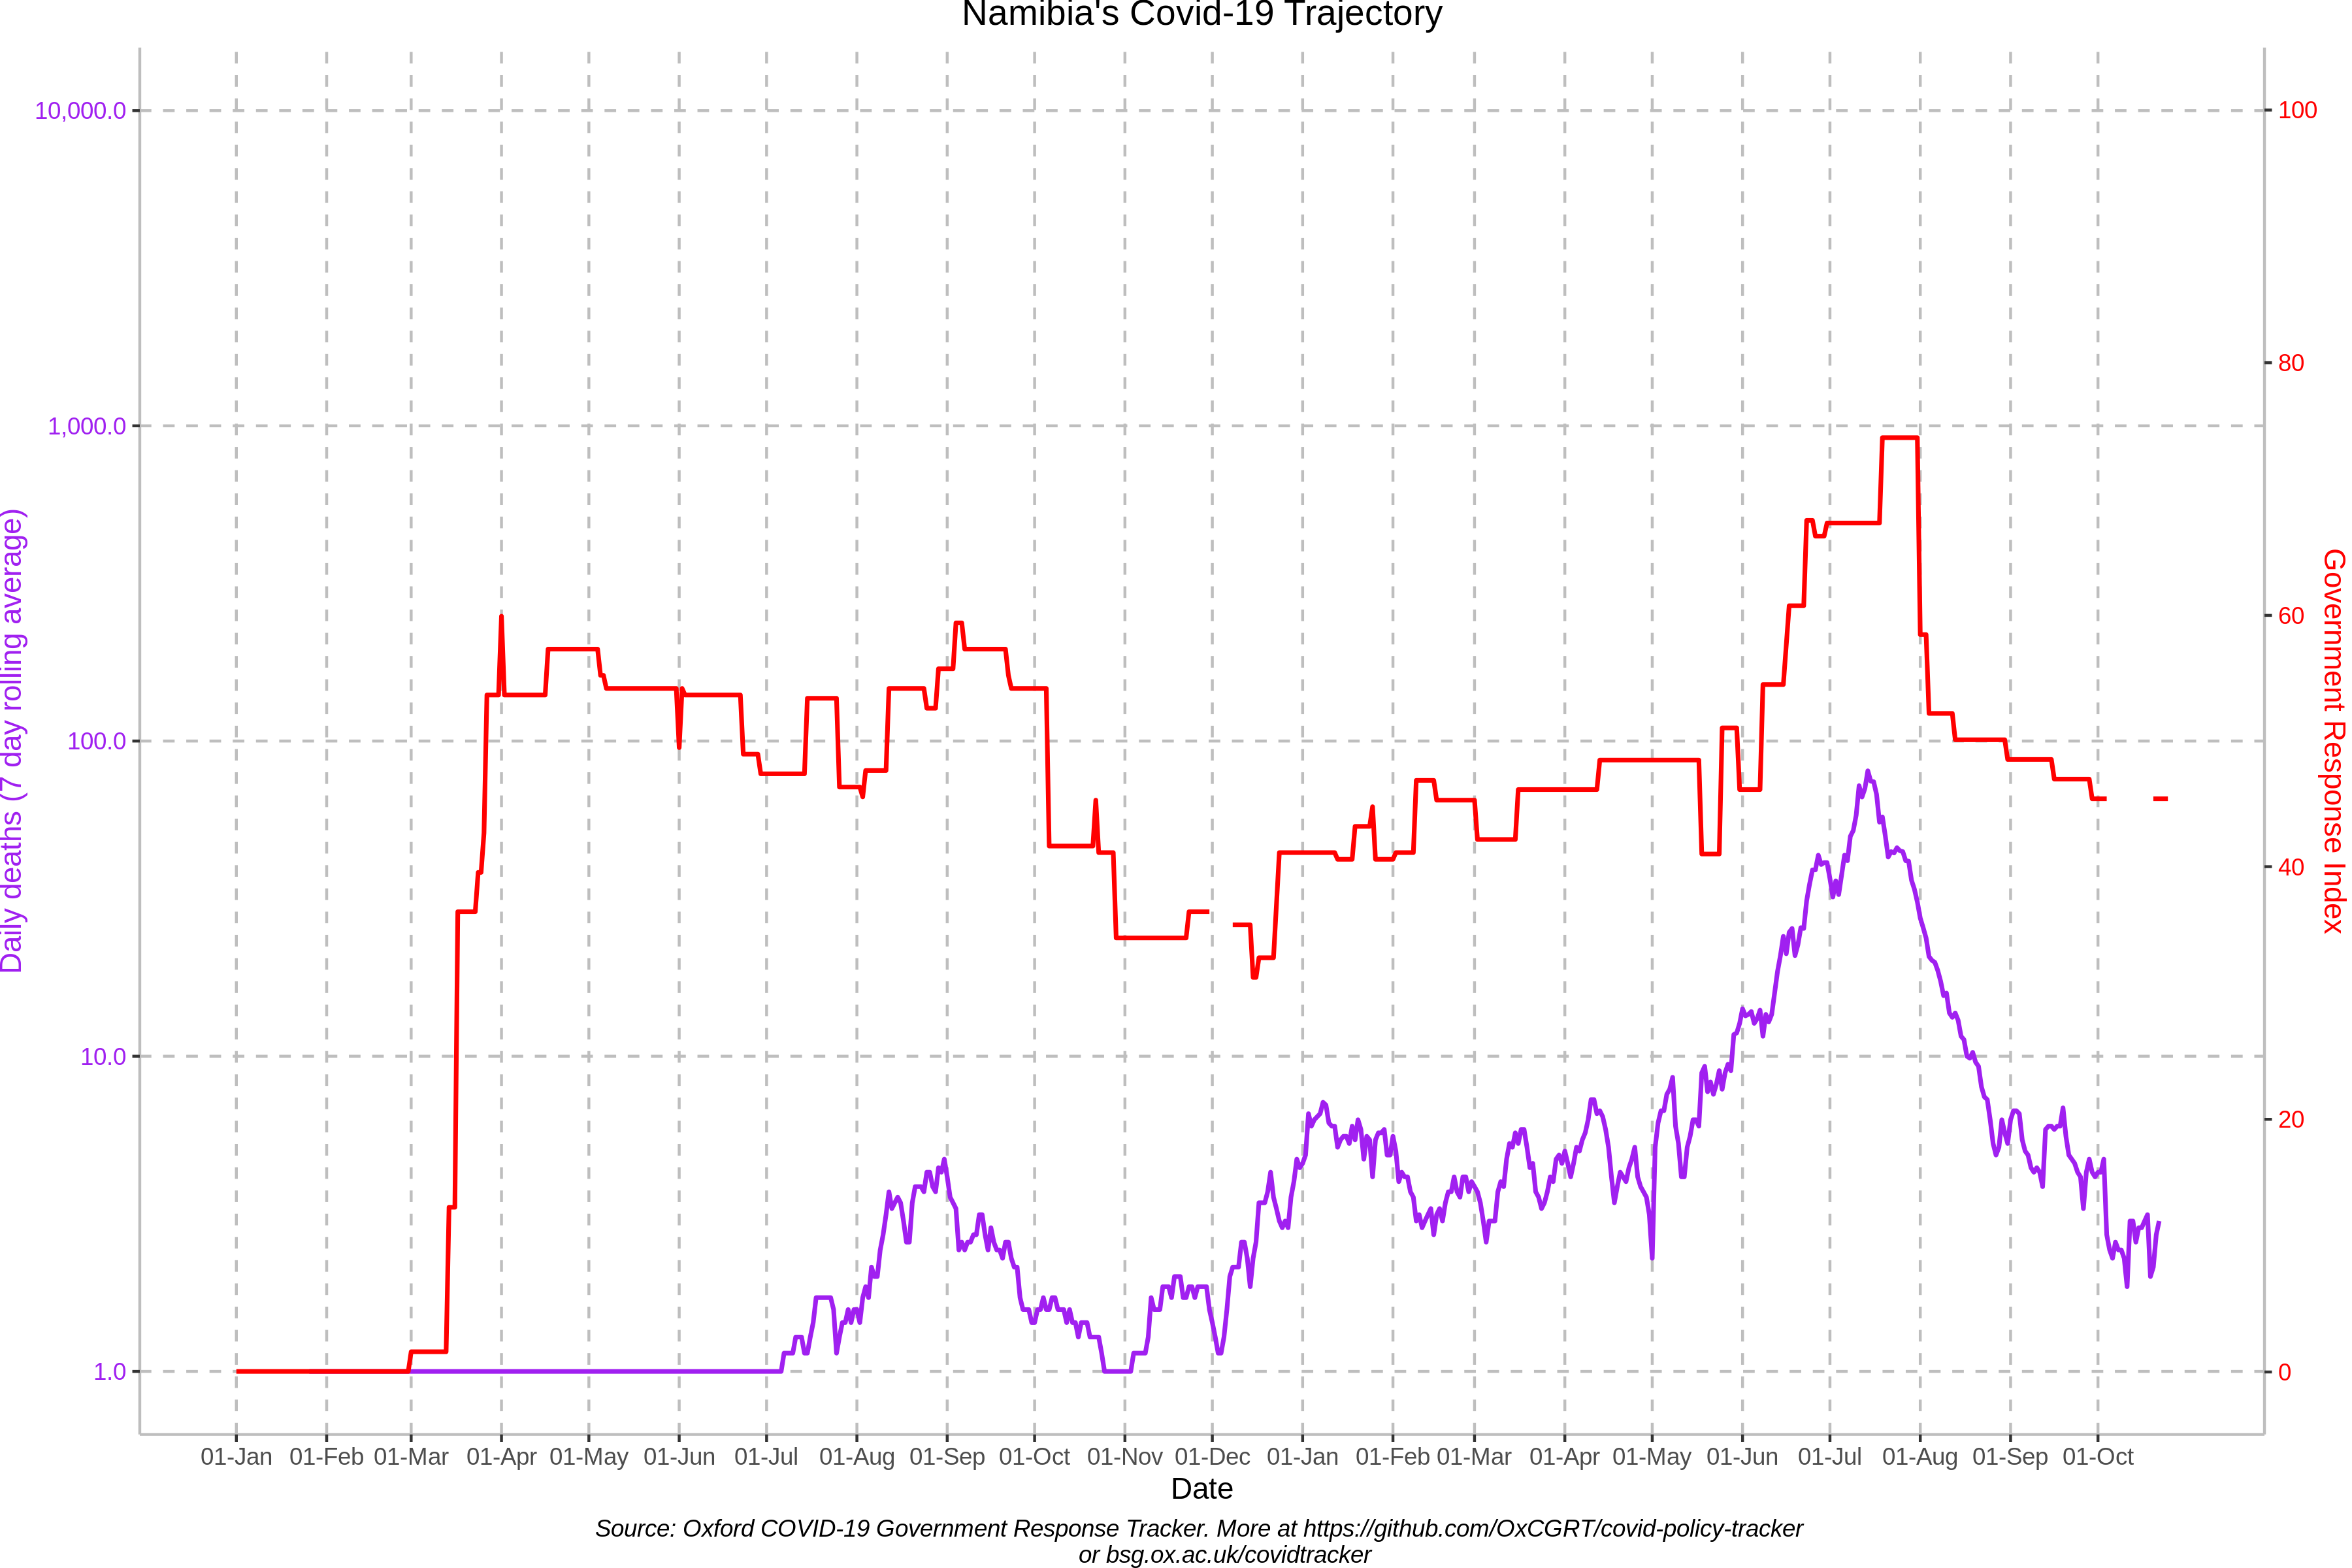 Namibia's Covid-19 Trajectory
10,000.0
1,000.0
100.0
10.0
1.0
Daily deaths (7 day rolling average)
100
80
60
40
20
0
Government Response Index
01-Jan 01-Feb 01-Mar 01-Apr 01-May 01-Jun 01-Jul 01-Aug 01-Sep 01-Oct 01-Nov 01-Dec 01-Jan 01-Feb 01-Mar 01-Apr 01-May 01-Jun 01-Jul 01-Aug 01-Sep 01-Oct
Date
Source: Oxford COVID-19 Government Response Tracker. More at https://github.com/OxCGRT/covid-policy-tracker
or bsg.ox.ac.uk/covidtracker